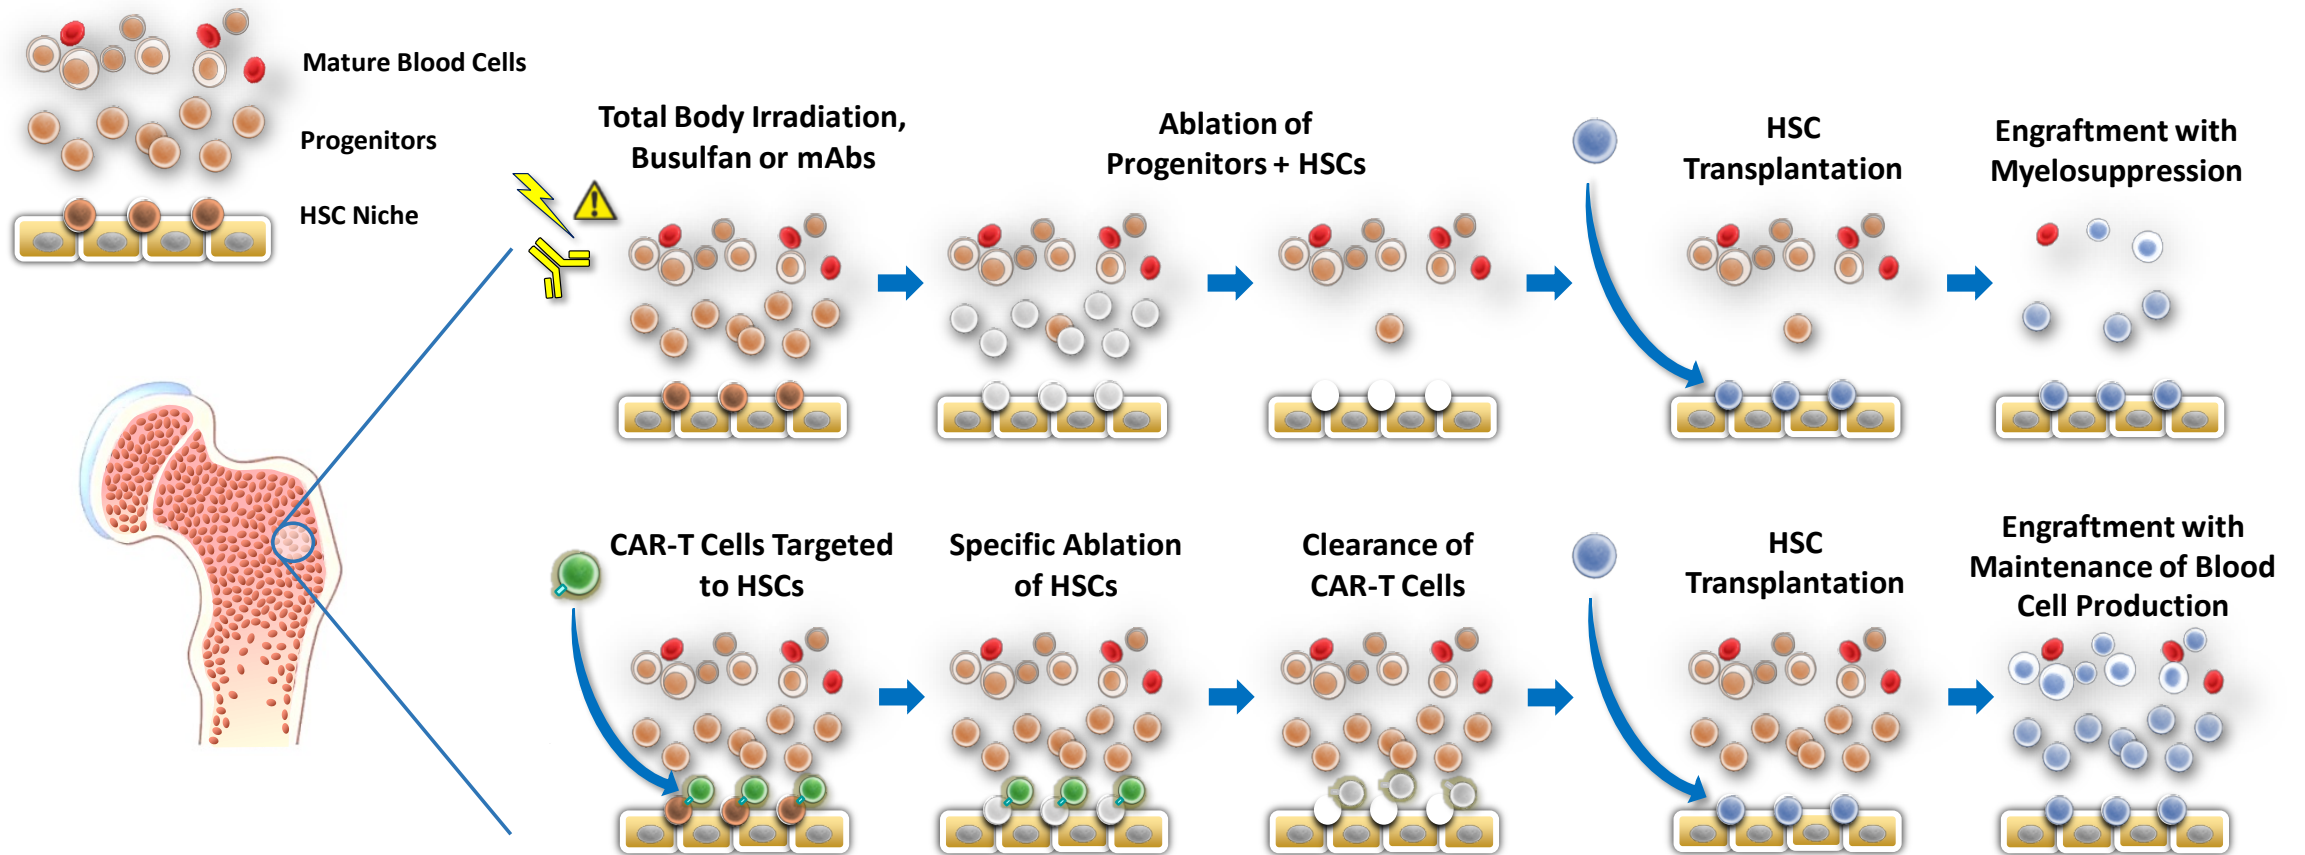 Mature Blood Cells
Progenitors
HSC Niche
Total Body Irradiation,
Busulfan or mAbs
Ablation of
Progenitors + HSCs
HSC
Transplantation
Engraftment with
Myelosuppression
CAR-T Cells Targeted
to HSCs
Specific Ablation
of HSCs
Clearance of
CAR-T Cells
HSC
Transplantation
Engraftment with
Maintenance of Blood
Cell Production